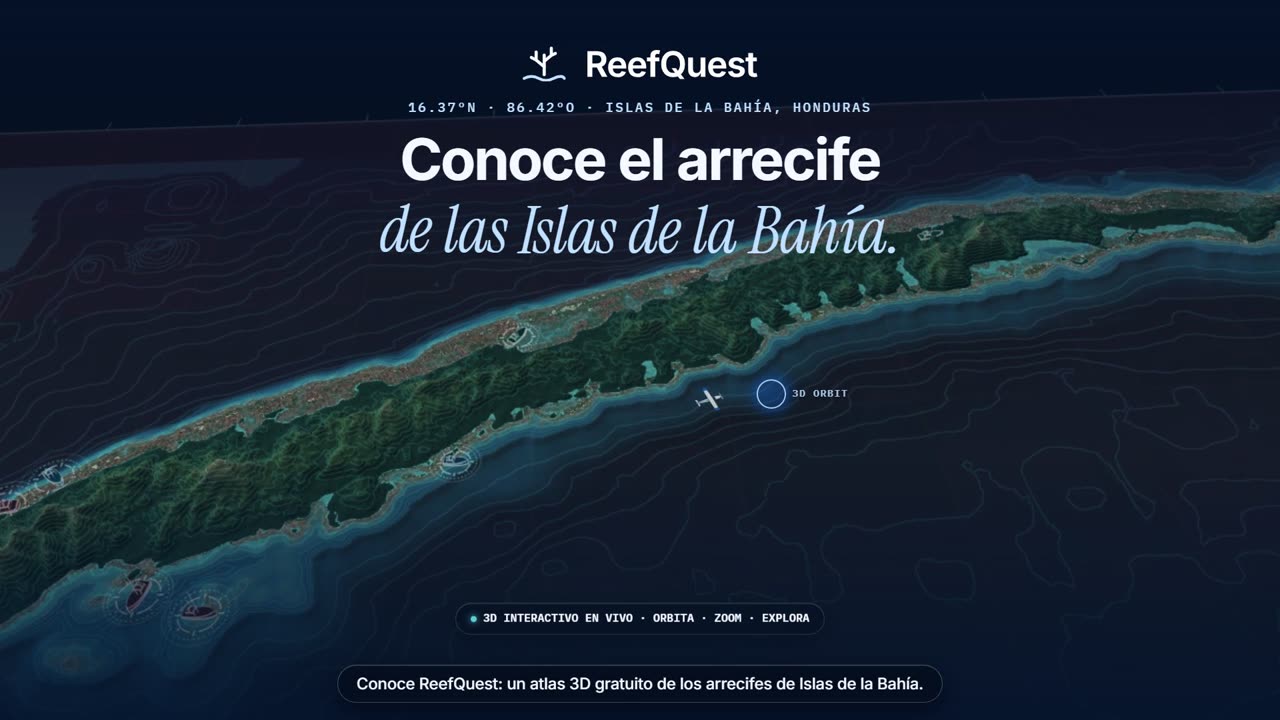 ReefQuest
16.37°N · 86.42°O · ISLAS DE LA BAHÍA, HONDURAS
Conoce el arrecife
de las Islas de la Bahía.
3D ORBIT
3D INTERACTIVO EN VIVO · ORBITA · ZOOM · EXPLORA
Conoce ReefQuest: un atlas 3D gratuito de los arrecifes de Islas de la Bahía.